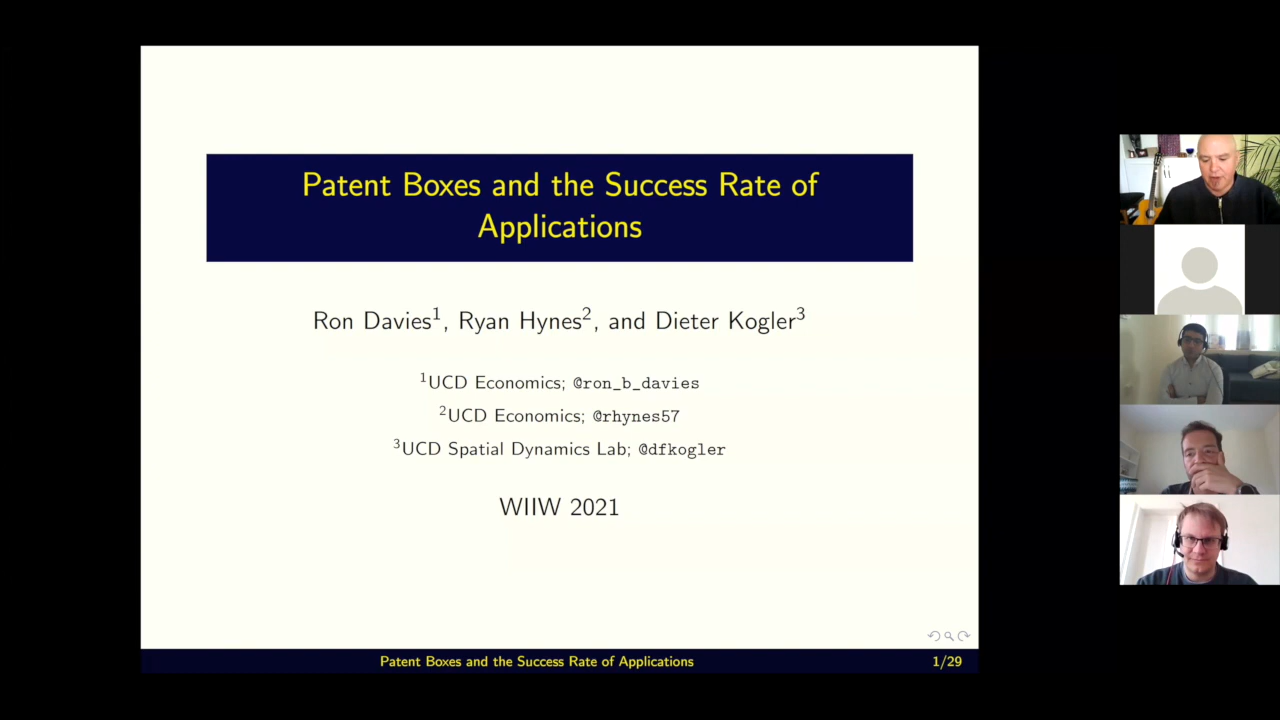 Patent Boxes and the Success Rate of
Applications
Ron Davies¹, Ryan Hynes², and Dieter Kogler³
¹UCD Economics; @ron_b_davies
²UCD Economics; @rhynes57
³UCD Spatial Dynamics Lab; @dfkogler
WIIW 2021
Patent Boxes and the Success Rate of Applications
1/29